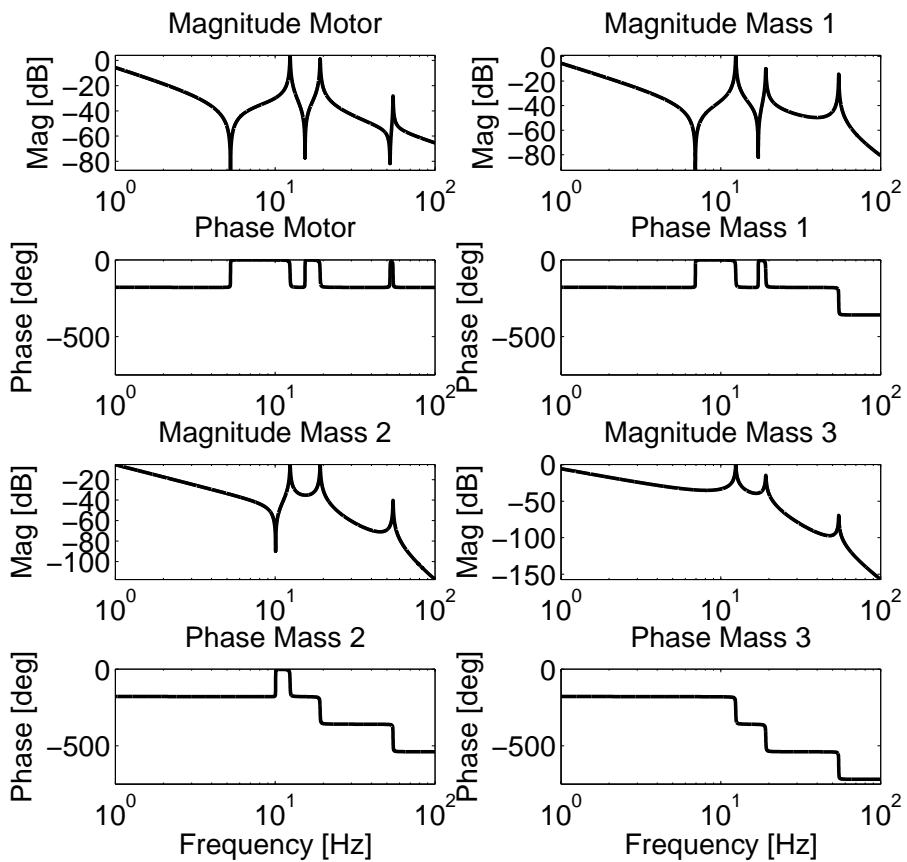 Magnitude Motor
Mag [dB]
−20
−40
−60
−80
10^0
10^1
10^2
Magnitude Mass 1
Mag [dB]
0
−20
−40
−60
−80
10^0
10^1
10^2
Phase Motor
Phase [deg]
0
−500
10^0
10^1
10^2
Phase Mass 1
Phase [deg]
0
−500
10^0
10^1
10^2
Magnitude Mass 2
Mag [dB]
−20
−40
−60
−80
−100
10^0
10^1
10^2
Magnitude Mass 3
Mag [dB]
0
−50
−100
−150
10^0
10^1
10^2
Phase Mass 2
Phase [deg]
0
−500
10^0
10^1
10^2
Frequency [Hz]
Phase Mass 3
Phase [deg]
0
−500
10^0
10^1
10^2
Frequency [Hz]